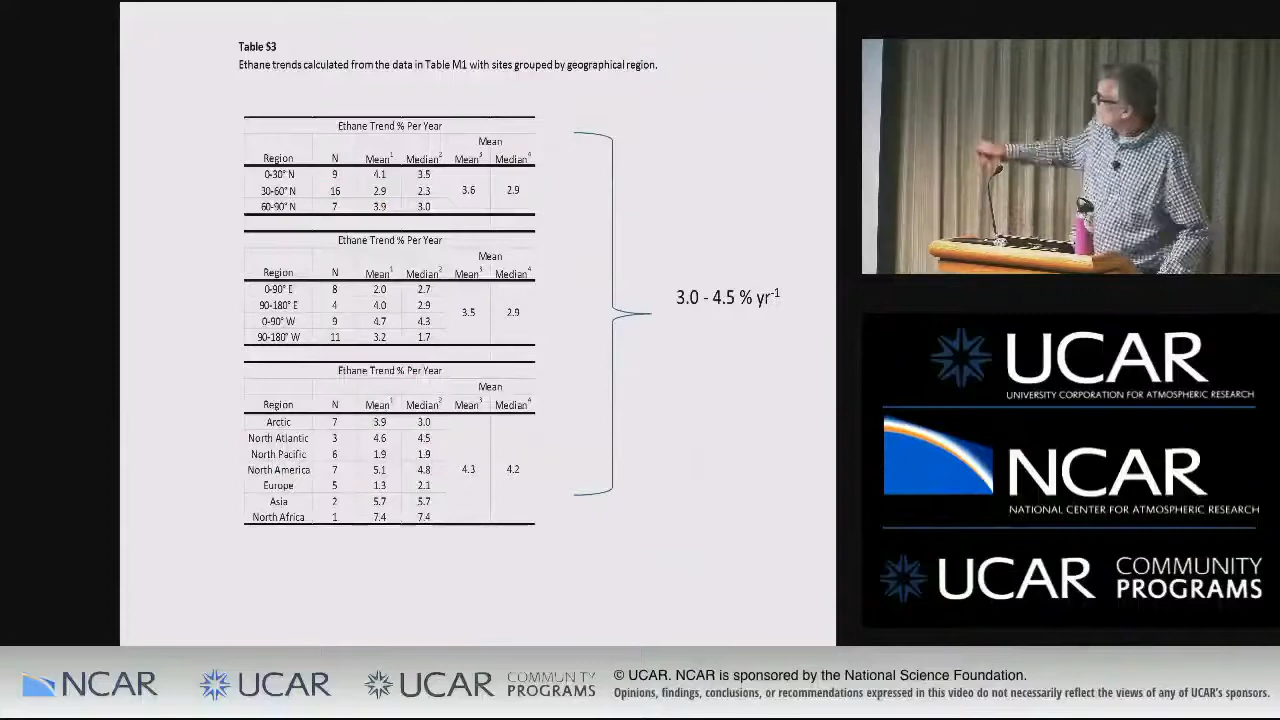 Table S3
Ethane trends calculated from the data in Table M1 with sites grouped by geographical region.
Ethane Trend % Per Year
Mean
Region N Mean1 Median2 Mean3 Median4
0-30° N 9 4.1 3.5
30-60° N 16 2.9 2.3 3.6 2.9
60-90° N 7 3.9 3.0
Ethane Trend % Per Year
Mean
Region N Mean1 Median2 Mean3 Median4
0-90° E 8 2.0 2.7
90-180° E 4 4.0 2.9
3.5 2.9
0-90° W 9 4.7 4.3
90-180° W 11 3.2 1.7
Ethane Trend % Per Year
Mean
Region N Mean1 Median2 Mean3 Median4
Arctic 7 3.9 3.0
North Atlantic 3 4.6 4.5
North Pacific 6 1.9 1.9
North America 7 5.1 4.8 4.3 4.2
Europe 5 1.3 2.1
Asia 2 5.7 5.7
North Africa 1 7.4 7.4
3.0 - 4.5 % yr-1
UCAR
UNIVERSITY CORPORATION FOR ATMOSPHERIC RESEARCH
NCAR
NATIONAL CENTER FOR ATMOSPHERIC RESEARCH
UCAR COMMUNITY PROGRAMS
NCAR UCAR UCAR COMMUNITY PROGRAMS
© UCAR. NCAR is sponsored by the National Science Foundation.
Opinions, findings, conclusions, or recommendations expressed in this video do not necessarily reflect the views of any of UCAR's sponsors.